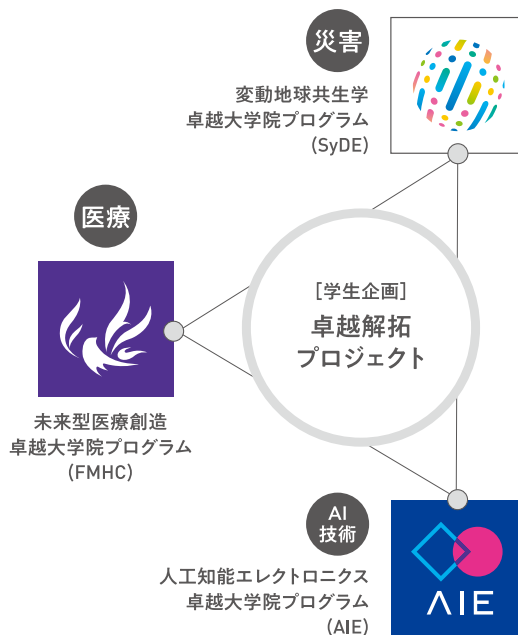 災害
変動地球共生学
卓越大学院プログラム
(SyDE)
医療
未来型医療創造
卓越大学院プログラム
(FMHC)
[学生企画]
卓越解拓
プロジェクト
AI
技術
人工知能エレクトロニクス
卓越大学院プログラム
(AIE)
AIE